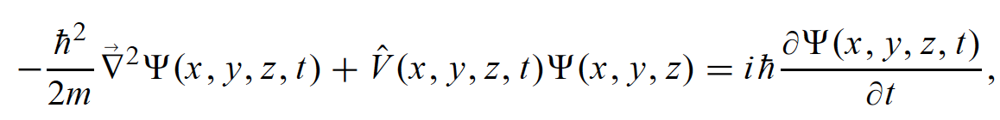 $-\frac{\hbar^2}{2m}\vec{\nabla}^2\Psi(x, y, z, t) + \hat{V}(x, y, z, t)\Psi(x, y, z) = i\hbar\frac{\partial\Psi(x, y, z, t)}{\partial t},$